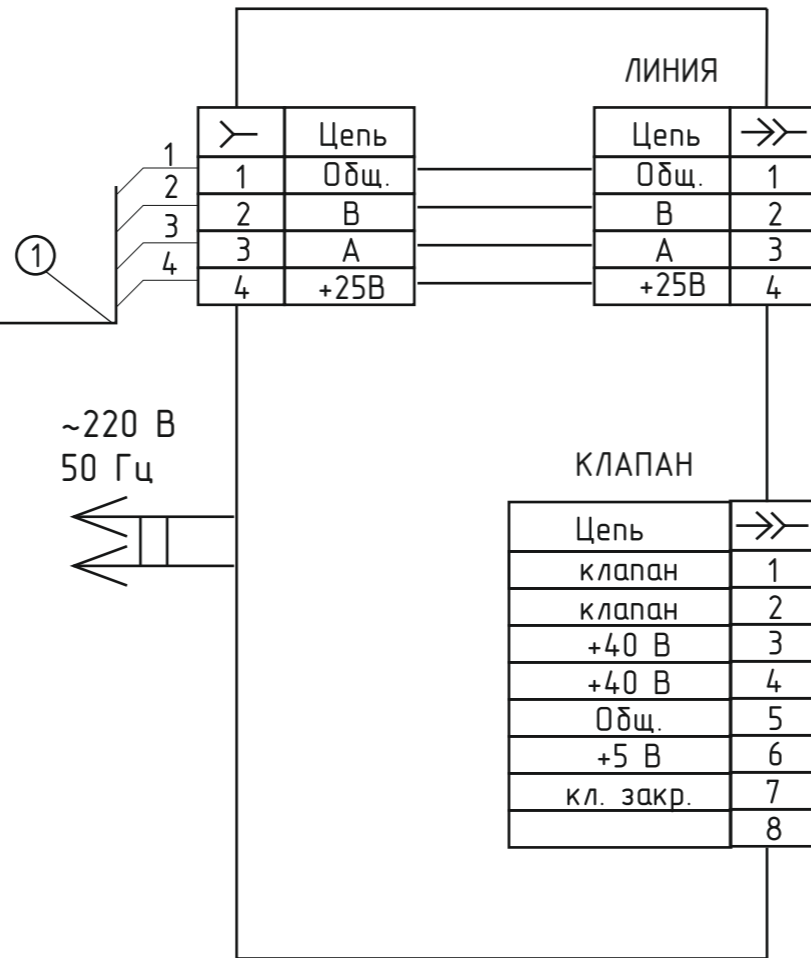 ЛИНИЯ
Цепь Цепь
1 1 Общ. Общ. 1
2 2 В В 2
3 3 А А 3
4 4 +25В +25В 4
1
~220 В
50 Гц
КЛАПАН
Цепь
клапан 1
клапан 2
+40 В 3
+40 В 4
Общ. 5
+5 В 6
кл. закр. 7
8